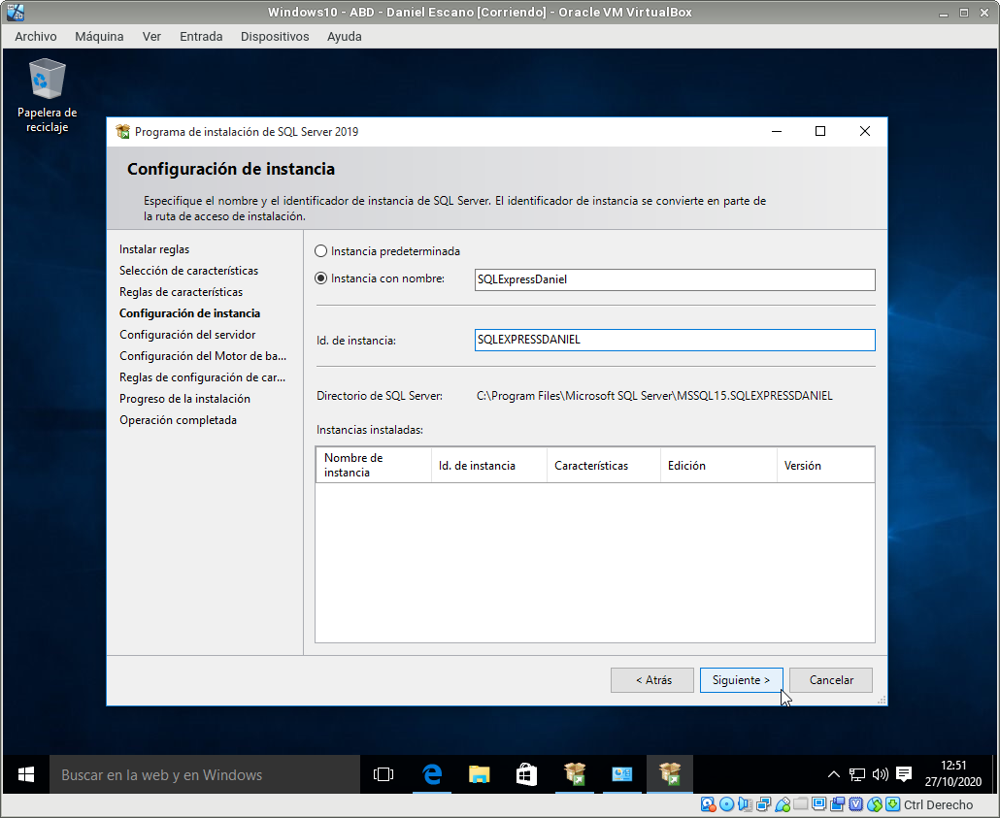 Windows10 - ABD - Daniel Escano [Corriendo] - Oracle VM VirtualBox
Archivo Máquina Ver Entrada Dispositivos Ayuda
Papelera de
reciclaje
Programa de instalación de SQL Server 2019
Configuración de instancia
Especifique el nombre y el identificador de instancia de SQL Server. El identificador de instancia se convierte en parte de
la ruta de acceso de instalación.
Instalar reglas
Selección de características
Reglas de características
Configuración de instancia
Configuración del servidor
Configuración del Motor de ba...
Reglas de configuración de car...
Progreso de la instalación
Operación completada
Instancia predeterminada
Instancia con nombre: SQLExpressDaniel
Id. de instancia: SQLEXPRESSDANIEL
Directorio de SQL Server: C:\Program Files\Microsoft SQL Server\MSSQL15.SQLEXPRESSDANIEL
Instancias instaladas:
Nombre de
instancia
Id. de instancia
Características
Edición
Versión
< Atrás
Siguiente >
Cancelar
Buscar en la web y en Windows
12:51
27/10/2020
Ctrl Derecho